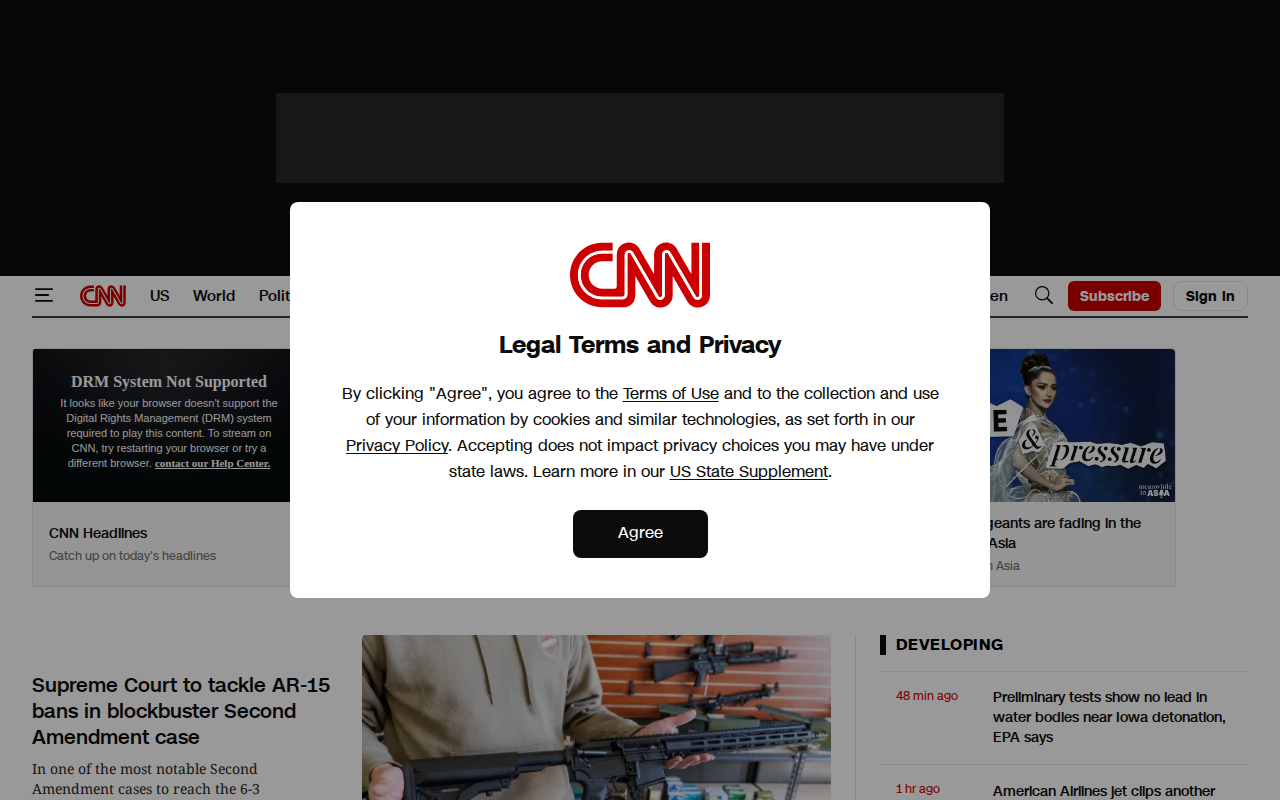 CNN
Legal Terms and Privacy
By clicking "Agree", you agree to the Terms of Use and to the collection and use
of your information by cookies and similar technologies, as set forth in our
Privacy Policy. Accepting does not impact privacy choices you may have under
state laws. Learn more in our US State Supplement.
Agree
CNN US World Polit en Subscribe Sign in
DRM System Not Supported
It looks like your browser doesn't support the
Digital Rights Management (DRM) system
required to play this content. To stream on
CNN, try restarting your browser or try a
different browser. contact our Help Center.
CNN Headlines
Catch up on today's headlines
E
& pressure
meanwhile
in ASIA
geants are fading in the
Asia
n Asia
Supreme Court to tackle AR-15
bans in blockbuster Second
Amendment case
In one of the most notable Second
Amendment cases to reach the 6-3
DEVELOPING
48 min ago
Preliminary tests show no lead in
water bodies near Iowa detonation,
EPA says
1 hr ago
American Airlines jet clips another